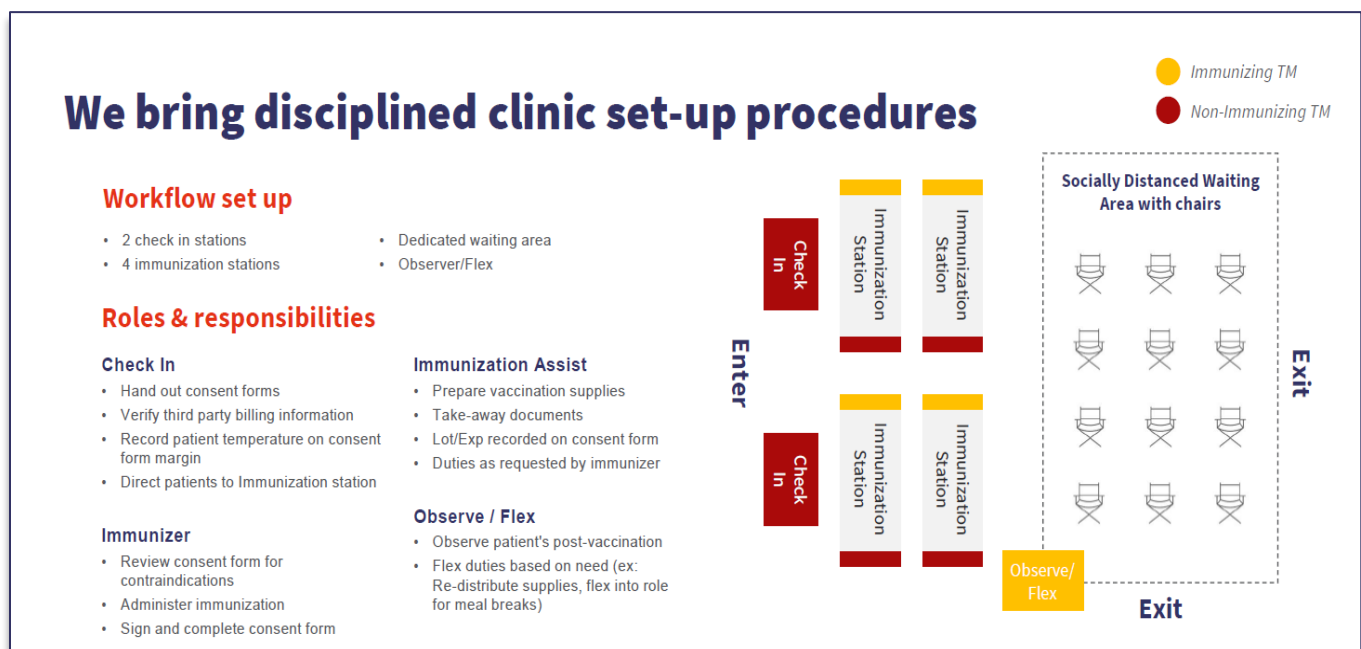 We bring disciplined clinic set-up procedures
Immunizing TM
Non-Immunizing TM
Workflow set up
• 2 check in stations
• 4 immunization stations
• Dedicated waiting area
• Observer/Flex
Roles & responsibilities
Check In
• Hand out consent forms
• Verify third party billing information
• Record patient temperature on consent
form margin
• Direct patients to Immunization station
Immunizer
• Review consent form for
contraindications
• Administer immunization
• Sign and complete consent form
Immunization Assist
• Prepare vaccination supplies
• Take-away documents
• Lot/Exp recorded on consent form
• Duties as requested by immunizer
Observe / Flex
• Observe patient's post-vaccination
• Flex duties based on need (ex:
Re-distribute supplies, flex into role
for meal breaks)
Enter
Check
In
Check
In
Immunization
Station
Immunization
Station
Immunization
Station
Immunization
Station
Socially Distanced Waiting
Area with chairs
Observe/
Flex
Exit
Exit